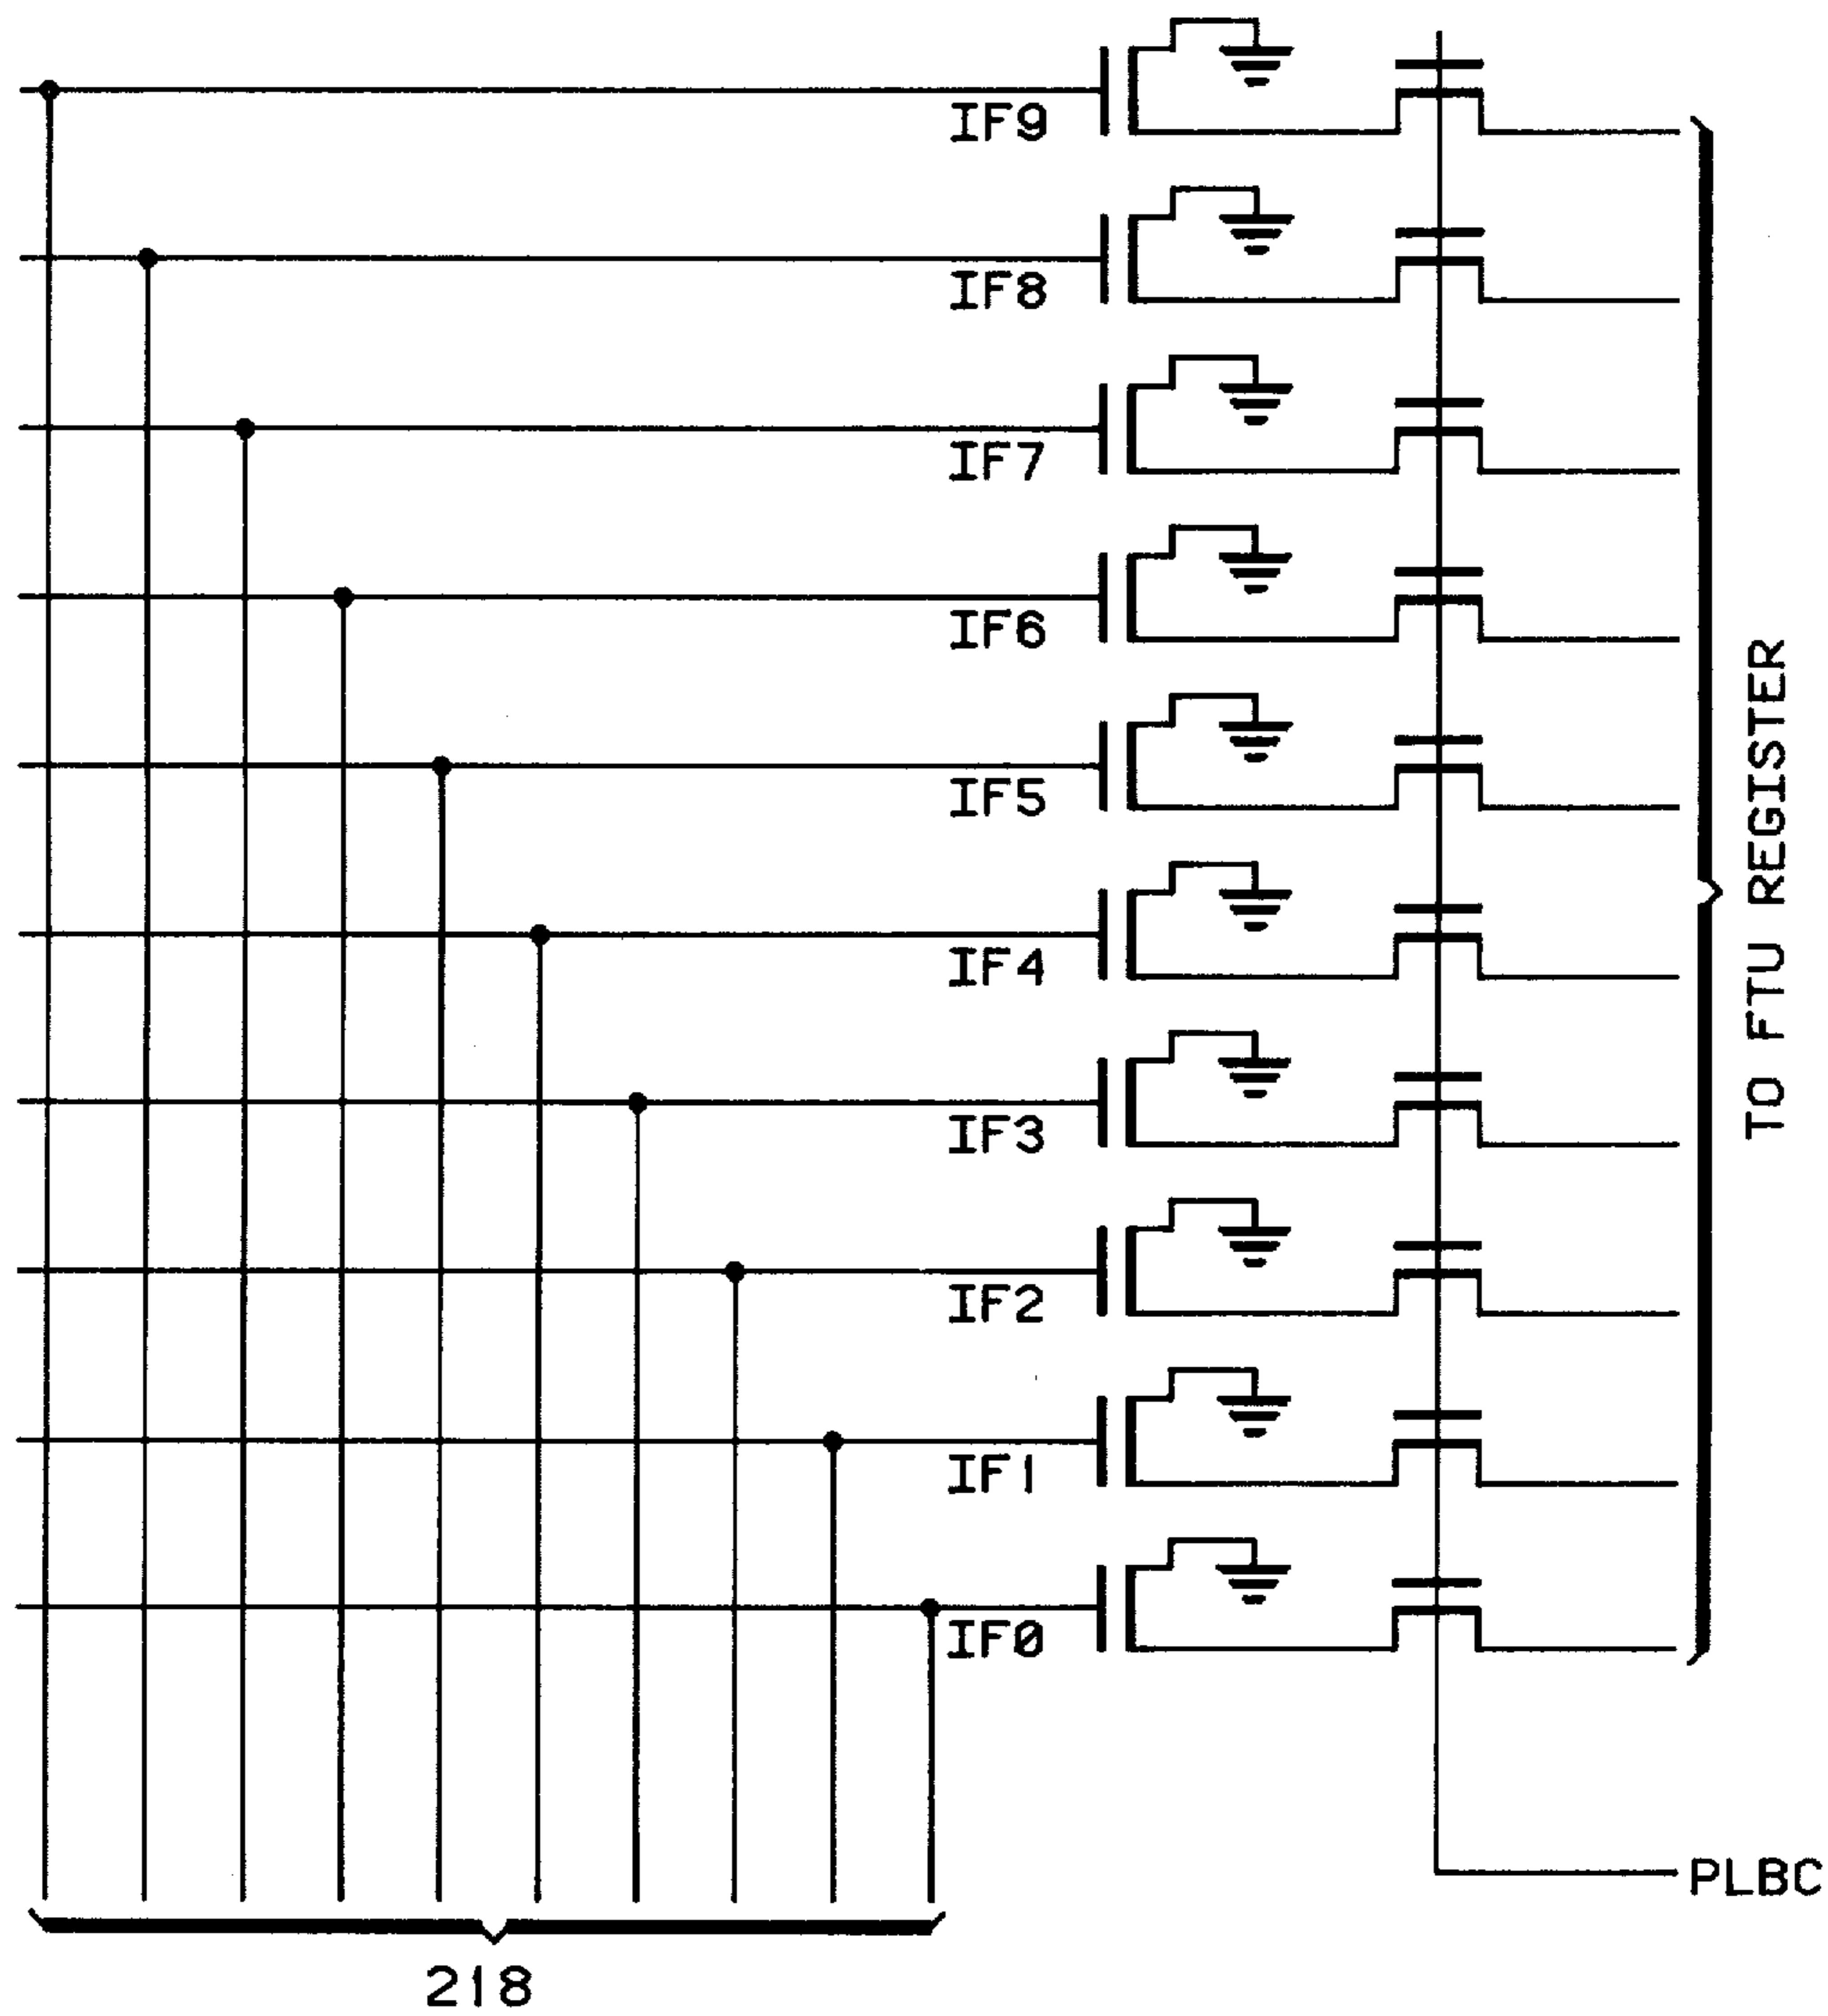 IF9
IF8
IF7
IF6
IF5
IF4
IF3
IF2
IF1
IF0
TO FTU REGISTER
PLBC
218